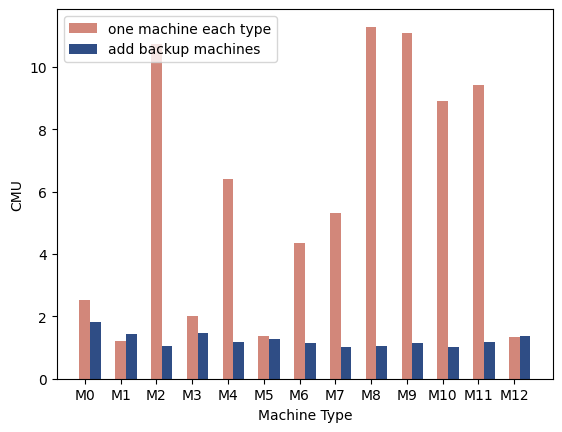 one machine each type
add backup machines
10
8
6
4
2
0
CMU
M0 M1 M2 M3 M4 M5 M6 M7 M8 M9 M10 M11 M12
Machine Type